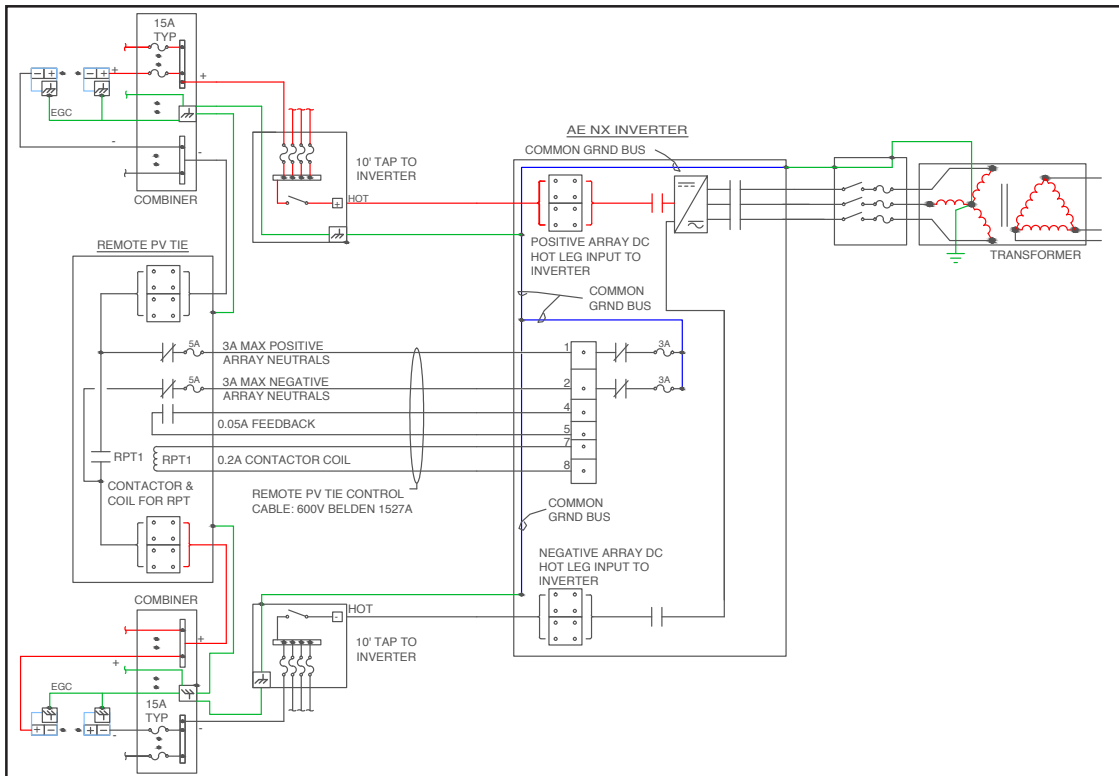 15A
TYP
+
- +
- +
+
EGC
-
-
COMBINER
10' TAP TO
INVERTER
+
HOT
AE NX INVERTER
COMMON GRND BUS
POSITIVE ARRAY DC
HOT LEG INPUT TO
INVERTER
TRANSFORMER
REMOTE PV TIE
COMMON
GRND BUS
5A
3A MAX POSITIVE
ARRAY NEUTRALS
1
3A
5A
3A MAX NEGATIVE
ARRAY NEUTRALS
2
3A
4
0.05A FEEDBACK
5
7
RPT1
RPT1
0.2A CONTACTOR COIL
8
CONTACTOR &
COIL FOR RPT
REMOTE PV TIE CONTROL
CABLE: 600V BELDEN 1527A
COMMON
GRND BUS
NEGATIVE ARRAY DC
HOT LEG INPUT TO
INVERTER
COMBINER
-
HOT
10' TAP TO
INVERTER
+
+
EGC
15A
TYP
+ -
+ -
-
-